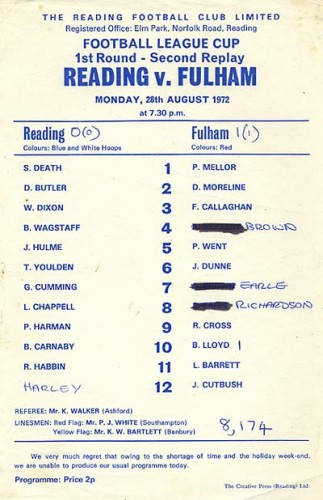 THE READING FOOTBALL CLUB LIMITED
Registered Office: Elm Park, Norfolk Road, Reading
FOOTBALL LEAGUE CUP
1st Round - Second Replay
READING v. FULHAM
MONDAY, 28th AUGUST 1972
at 7.30 p.m.
Reading 0(0) Fulham 1(1)
Colours: Blue and White Hoops Colours: Red
S. DEATH 1 P. MELLOR
D. BUTLER 2 D. MORELINE
W. DIXON 3 F. CALLAGHAN
B. WAGSTAFF 4 BROWN
J. HULME 5 P. WENT
T. YOULDEN 6 J. DUNNE
G. CUMMING 7 EARLE
L. CHAPPELL 8 RICHARDSON
P. HARMAN 9 R. CROSS
B. CARNABY 10 B. LLOYD 1
R. HABBIN 11 L. BARRETT
HARLEY 12 J. CUTBUSH
REFEREE: Mr. K. WALKER (Ashford)
LINESMEN: Red Flag: Mr. P. J. WHITE (Southampton)
Yellow Flag: Mr. K. W. BARTLETT (Banbury)
8,174
We very much regret that owing to the shortage of time and the holiday week-end,
we are unable to produce our usual programme today.
Programme: Price 2p
The Creative Press (Reading) Ltd.